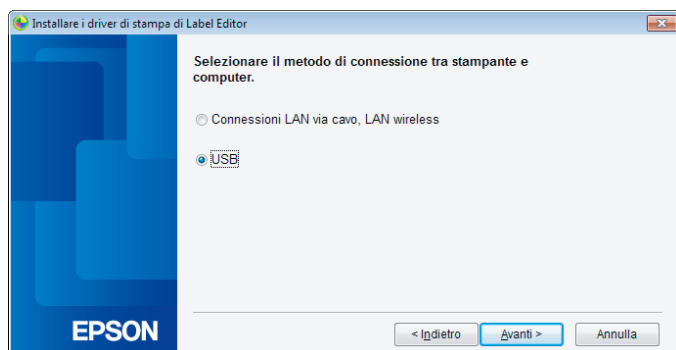 Installare i driver di stampa di Label Editor
Selezionare il metodo di connessione tra stampante e
computer.
Connessioni LAN via cavo, LAN wireless
USB
EPSON
< Indietro
Avanti >
Annulla